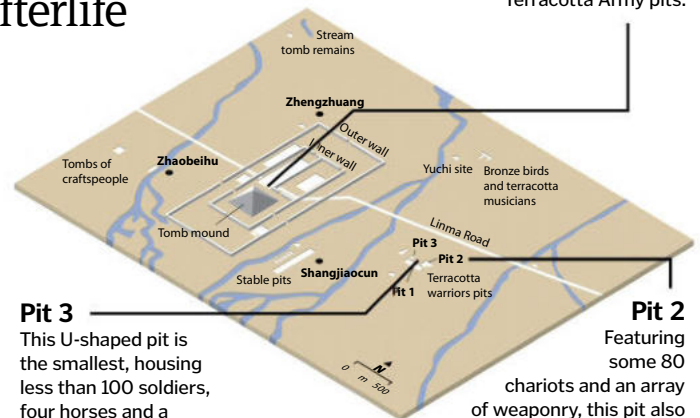 afterlife
Terracotta Army pits.
Stream
tomb remains
Zhengzhuang
Outer wall
Inner wall
Tombs of
craftspeople
Zhaobeihu
Yuchi site
Bronze birds
and terracotta
musicians
Tomb mound
Linma Road
Pit 3
Pit 2
Pit 1
Terracotta
warriors pits
Stable pits
Shangjiaocun
N
0 m 500
Pit 3
This U-shaped pit is
the smallest, housing
less than 100 soldiers,
four horses and a
Pit 2
Featuring
some 80
chariots and an array
of weaponry, this pit also